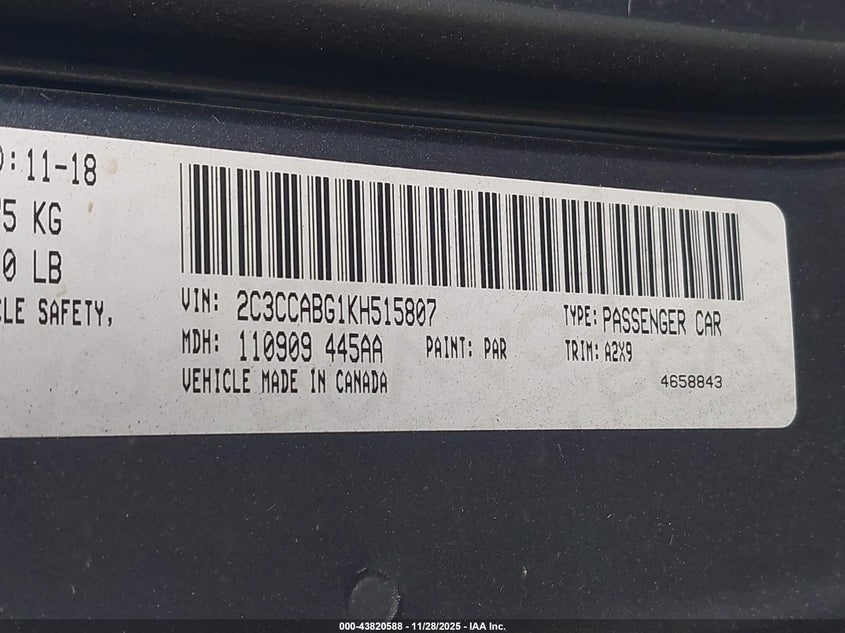 : 11-18
5 KG
0 LB
CLE SAFETY,
VIN: 2C3CCABG1KH515807
TYPE: PASSENGER CAR
MDH: 110909 445AA
PAINT: PAR
TRIM: A2X9
VEHICLE MADE IN CANADA
4658843
000-43820588 - 11/28/2025 - IAA Inc.